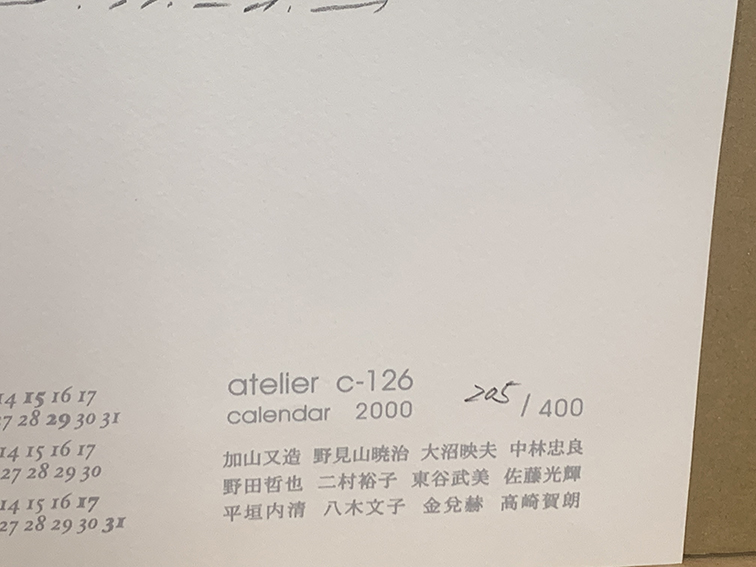 14 15 16 17
27 28 29 30 31
14 15 16 17
27 28 29 30
14 15 16 17
27 28 29 30 31
atelier c-126
calendar 2000 205 / 400
加山又造 野見山暁治 大沼映夫 中林忠良
野田哲也 二村裕子 東谷武美 佐藤光輝
平垣内清 八木文子 金兌赫 高崎賀朗